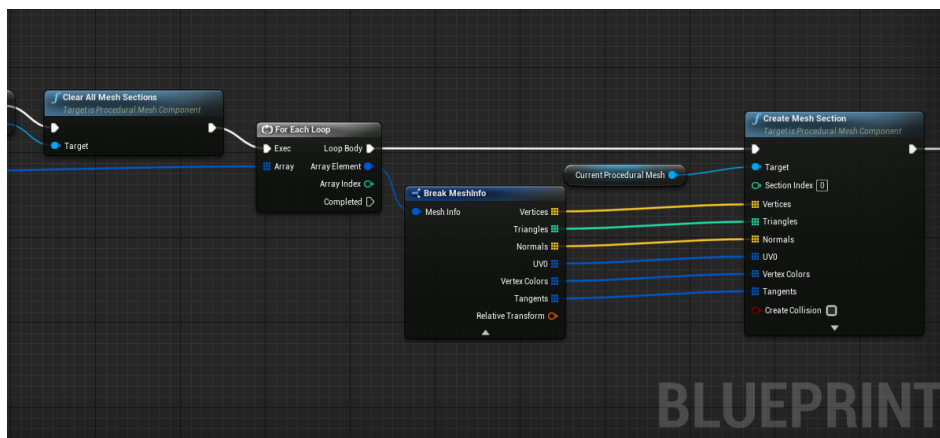 Clear All Mesh Sections
Target is Procedural Mesh Component
Target
For Each Loop
Exec Loop Body
Array Array Element
Array Index
Completed
Break MeshInfo
Mesh Info Vertices
Triangles
Normals
UV0
Vertex Colors
Tangents
Relative Transform
Current Procedural Mesh
Create Mesh Section
Target is Procedural Mesh Component
Target
Section Index 0
Vertices
Triangles
Normals
UV0
Vertex Colors
Tangents
Create Collision
BLUEPRINT